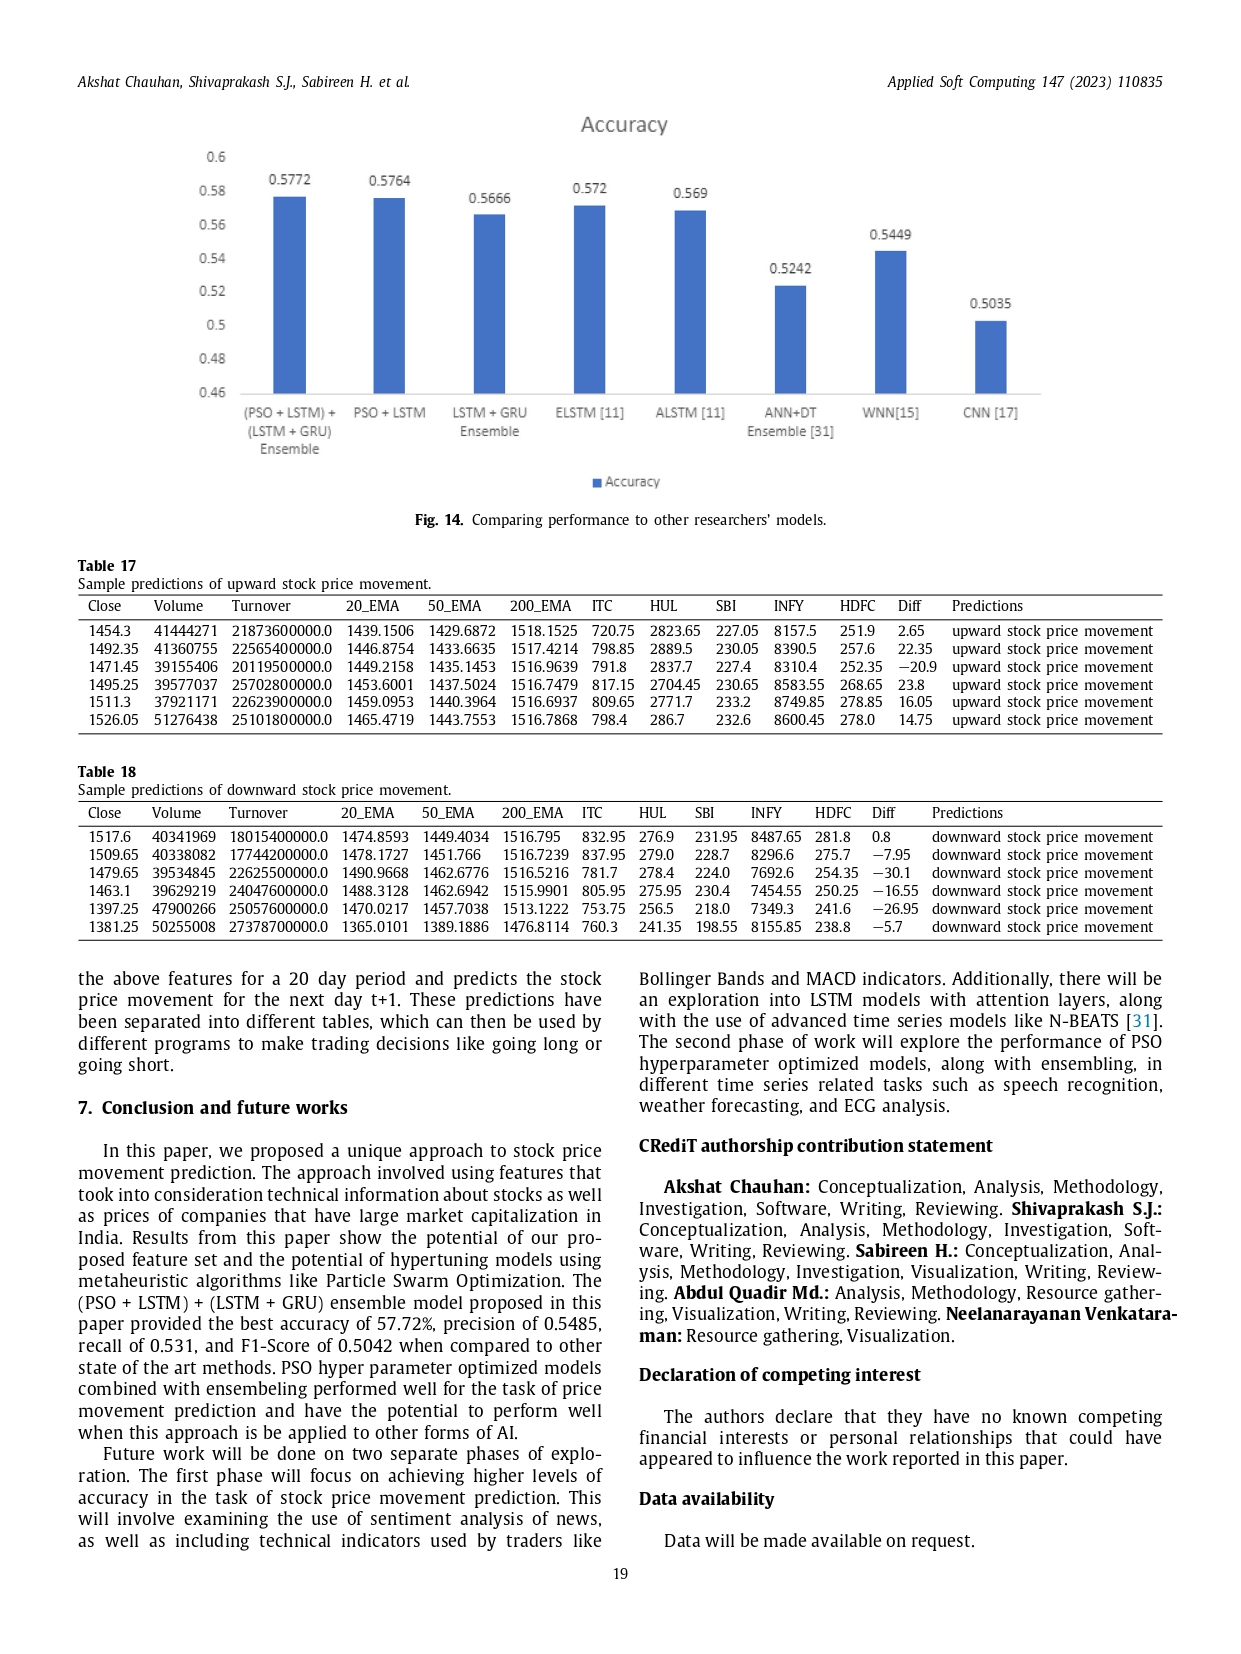 Akshat Chauhan, Shivaprakash S.J., Sabireen H. et al.
Applied Soft Computing 147 (2023) 110835
Accuracy
0.6
0.58
0.56
0.54
0.52
0.5
0.48
0.46
0.5772
0.5764
0.5666
0.572
0.569
0.5242
0.5449
0.5035
(PSO + LSTM) +
(LSTM + GRU)
Ensemble
PSO + LSTM
LSTM + GRU
Ensemble
ELSTM [11]
ALSTM [11]
ANN+DT
Ensemble [31]
WNN[15]
CNN [17]
Accuracy
Fig. 14. Comparing performance to other researchers' models.
Table 17
Sample predictions of upward stock price movement.
Close Volume Turnover 20_EMA 50_EMA 200_EMA ITC HUL SBI INFY HDFC Diff Predictions
1454.3 41444271 21873600000.0 1439.1506 1429.6872 1518.1525 720.75 2823.65 227.05 8157.5 251.9 2.65 upward stock price movement
1492.35 41360755 22565400000.0 1446.8754 1433.6635 1517.4214 798.85 2889.5 230.05 8390.5 257.6 22.35 upward stock price movement
1471.45 39155406 20119500000.0 1449.2158 1435.1453 1516.9639 791.8 2837.7 227.4 8310.4 252.35 −20.9 upward stock price movement
1495.25 39577037 25702800000.0 1453.6001 1437.5024 1516.7479 817.15 2704.45 230.65 8583.55 268.65 23.8 upward stock price movement
1511.3 37921171 22623900000.0 1459.0953 1440.3964 1516.6937 809.65 2771.7 233.2 8749.85 278.85 16.05 upward stock price movement
1526.05 51276438 25101800000.0 1465.4719 1443.7553 1516.7868 798.4 286.7 232.6 8600.45 278.0 14.75 upward stock price movement
Table 18
Sample predictions of downward stock price movement.
Close Volume Turnover 20_EMA 50_EMA 200_EMA ITC HUL SBI INFY HDFC Diff Predictions
1517.6 40341969 18015400000.0 1474.8593 1449.4034 1516.795 832.95 276.9 231.95 8487.65 281.8 0.8 downward stock price movement
1509.65 40338082 17744200000.0 1478.1727 1451.766 1516.7239 837.95 279.0 228.7 8296.6 275.7 −7.95 downward stock price movement
1479.65 39534845 22625500000.0 1490.9668 1462.6776 1516.5216 781.7 278.4 224.0 7692.6 254.35 −30.1 downward stock price movement
1463.1 39629219 24047600000.0 1488.3128 1462.6942 1515.9901 805.95 275.95 230.4 7454.55 250.25 −16.55 downward stock price movement
1397.25 47900266 25057600000.0 1470.0217 1457.7038 1513.1222 753.75 256.5 218.0 7349.3 241.6 −26.95 downward stock price movement
1381.25 50255008 27378700000.0 1365.0101 1389.1886 1476.8114 760.3 241.35 198.55 8155.85 238.8 −5.7 downward stock price movement
the above features for a 20 day period and predicts the stock
price movement for the next day t+1. These predictions have
been separated into different tables, which can then be used by
different programs to make trading decisions like going long or
going short.
7. Conclusion and future works
In this paper, we proposed a unique approach to stock price
movement prediction. The approach involved using features that
took into consideration technical information about stocks as well
as prices of companies that have large market capitalization in
India. Results from this paper show the potential of our pro-
posed feature set and the potential of hypertuning models using
metaheuristic algorithms like Particle Swarm Optimization. The
(PSO + LSTM) + (LSTM + GRU) ensemble model proposed in this
paper provided the best accuracy of 57.72%, precision of 0.5485,
recall of 0.531, and F1-Score of 0.5042 when compared to other
state of the art methods. PSO hyper parameter optimized models
combined with ensembeling performed well for the task of price
movement prediction and have the potential to perform well
when this approach is be applied to other forms of AI.
Future work will be done on two separate phases of explo-
ration. The first phase will focus on achieving higher levels of
accuracy in the task of stock price movement prediction. This
will involve examining the use of sentiment analysis of news,
as well as including technical indicators used by traders like
Bollinger Bands and MACD indicators. Additionally, there will be
an exploration into LSTM models with attention layers, along
with the use of advanced time series models like N-BEATS [31].
The second phase of work will explore the performance of PSO
hyperparameter optimized models, along with ensembling, in
different time series related tasks such as speech recognition,
weather forecasting, and ECG analysis.
CRediT authorship contribution statement
Akshat Chauhan: Conceptualization, Analysis, Methodology,
Investigation, Software, Writing, Reviewing. Shivaprakash S.J.:
Conceptualization, Analysis, Methodology, Investigation, Soft-
ware, Writing, Reviewing. Sabireen H.: Conceptualization, Anal-
ysis, Methodology, Investigation, Visualization, Writing, Review-
ing. Abdul Quadir Md.: Analysis, Methodology, Resource gather-
ing, Visualization, Writing, Reviewing. Neelanarayanan Venkatara-
man: Resource gathering, Visualization.
Declaration of competing interest
The authors declare that they have no known competing
financial interests or personal relationships that could have
appeared to influence the work reported in this paper.
Data availability
Data will be made available on request.
19